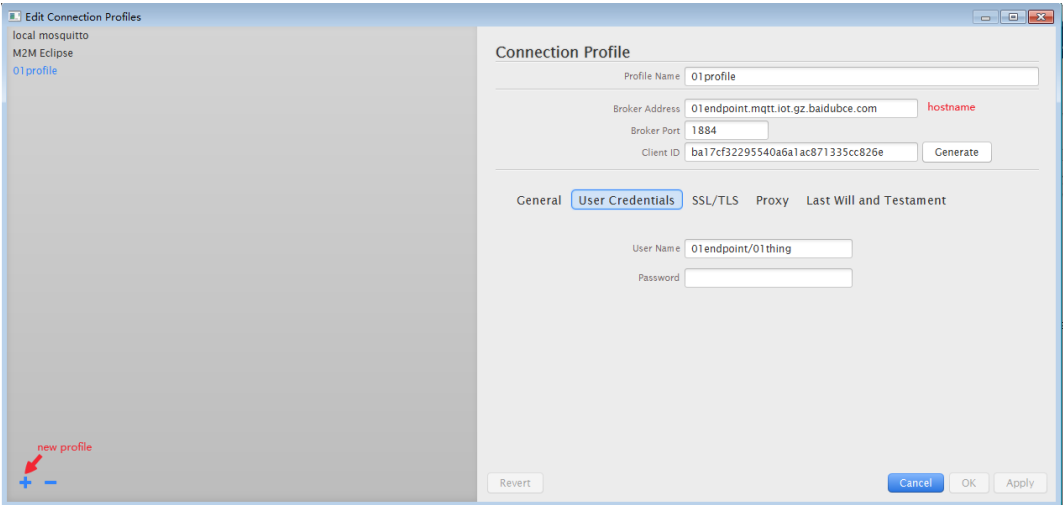 Edit Connection Profiles
local mosquitto
M2M Eclipse
01profile
new profile
Connection Profile
Profile Name 01profile
Broker Address 01endpoint.mqtt.iot.gz.baidubce.com hostname
Broker Port 1884
Client ID ba17cf32295540a6a1ac871335cc826e Generate
General User Credentials SSL/TLS Proxy Last Will and Testament
User Name 01endpoint/01thing
Password
Revert Cancel OK Apply